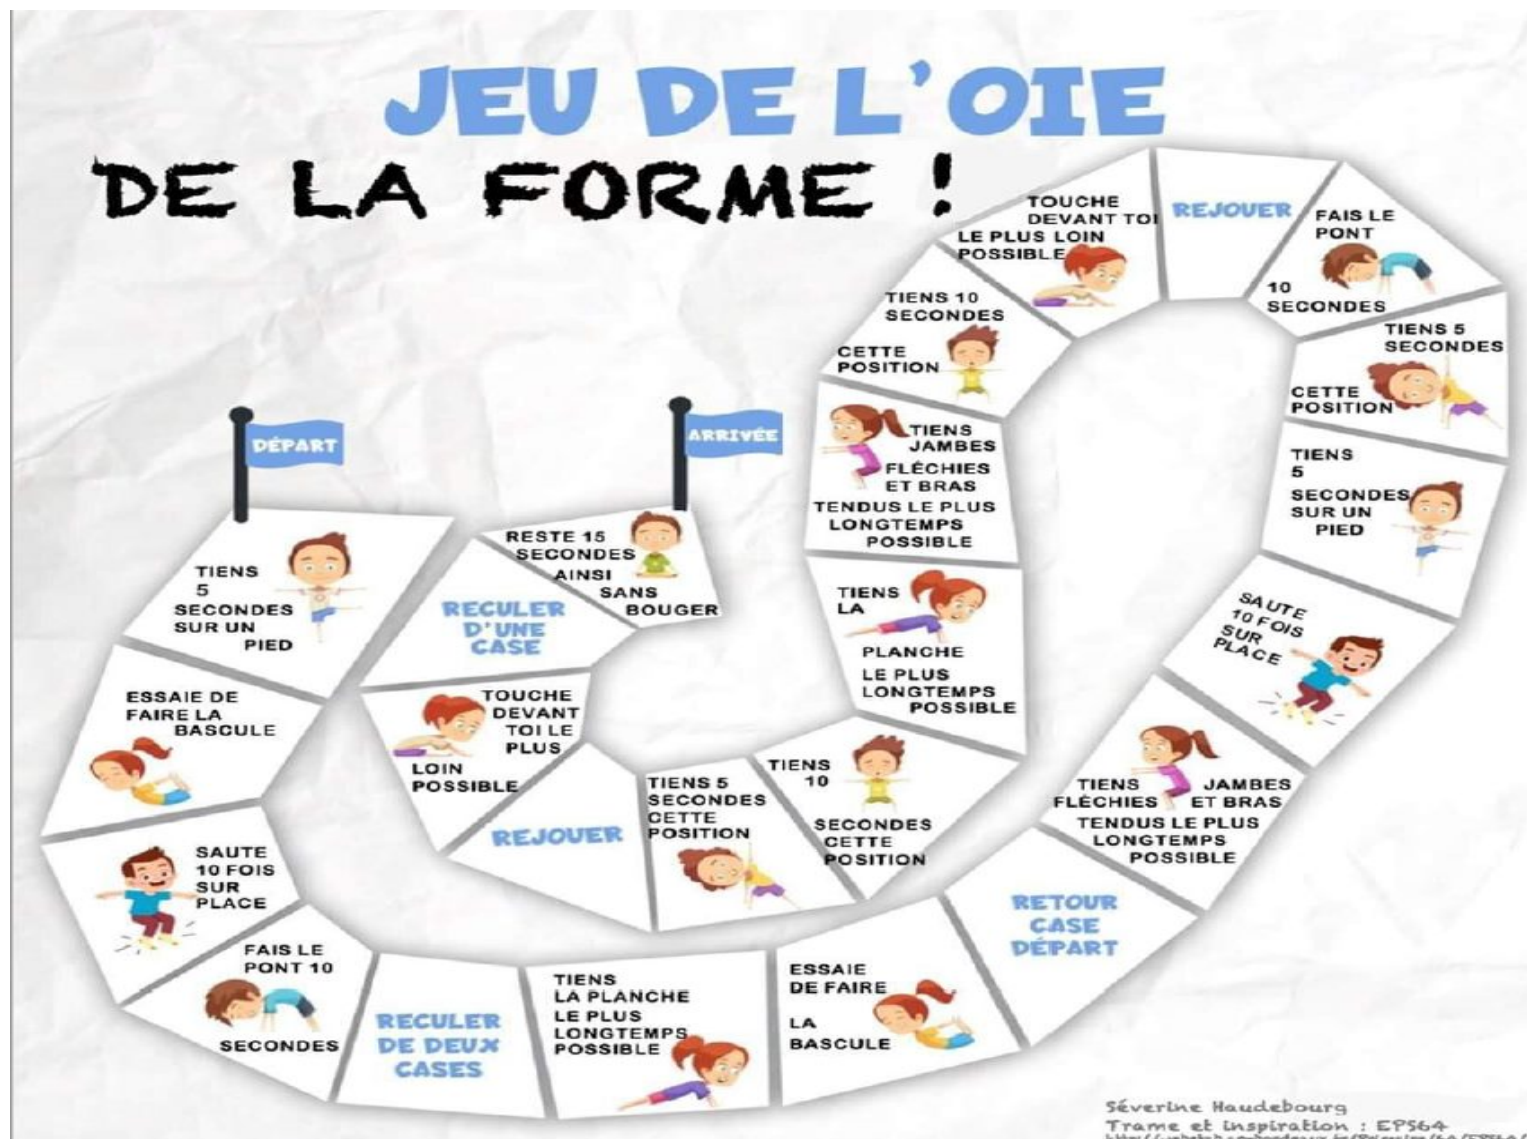 JEU DE L'OIE
DE LA FORME !
DÉPART
TIENS
5
SECONDES
SUR UN
PIED
ESSAIE DE
FAIRE LA
BASCULE
SAUTE
10 FOIS
SUR
PLACE
FAIS LE
PONT 10
SECONDES
RECULER
DE DEUX
CASES
TIENS
LA PLANCHE
LE PLUS
LONGTEMPS
POSSIBLE
ESSAIE
DE FAIRE
LA
BASCULE
RETOUR
CASE
DÉPART
TIENS JAMBES
FLÉCHIES ET BRAS
TENDUS LE PLUS
LONGTEMPS
POSSIBLE
SAUTE
10 FOIS
SUR
PLACE
TIENS
5
SECONDES
SUR UN
PIED
TIENS 5
SECONDES
CETTE
POSITION
FAIS LE
PONT
10
SECONDES
REJOUER
TOUCHE
DEVANT TOI
LE PLUS LOIN
POSSIBLE
TIENS 10
SECONDES
CETTE
POSITION
TIENS
JAMBES
FLÉCHIES
ET BRAS
TENDUS LE PLUS
LONGTEMPS
POSSIBLE
TIENS
LA
PLANCHE
LE PLUS
LONGTEMPS
POSSIBLE
TIENS
10
SECONDES
CETTE
POSITION
TIENS 5
SECONDES
CETTE
POSITION
REJOUER
TOUCHE
DEVANT
TOI LE
PLUS
LOIN
POSSIBLE
RECULER
D'UNE
CASE
RESTE 15
SECONDES
AINSI
SANS
BOUGER
ARRIVÉE
Séverine Haudebourg
Trame et inspiration : EPS64